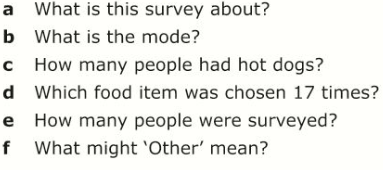 a What is this survey about?
b What is the mode?
c How many people had hot dogs?
d Which food item was chosen 17 times?
e How many people were surveyed?
f What might ‘Other’ mean?